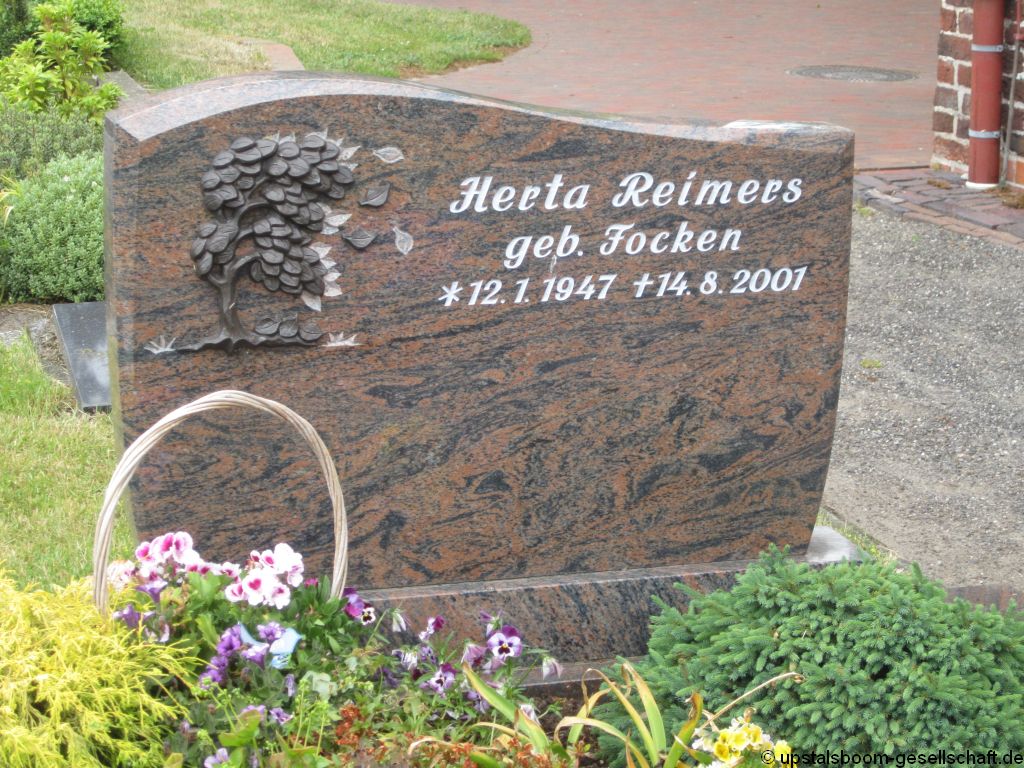 Herta Reimers
geb. Focken
*12.1.1947 †14.8.2001
© upstalsboom-gesellschaft.de